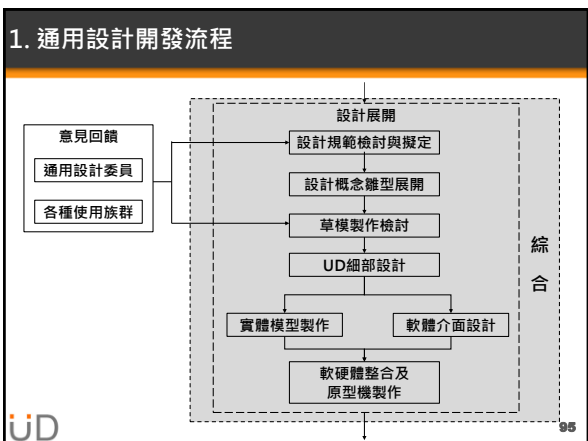 1. 通用設計開發流程
意見回饋
通用設計委員
各種使用族群
設計展開
設計規範檢討與擬定
設計概念雛型展開
草模製作檢討
UD細部設計
實體模型製作
軟體介面設計
軟硬體整合及
原型機製作
綜
合
UD
95